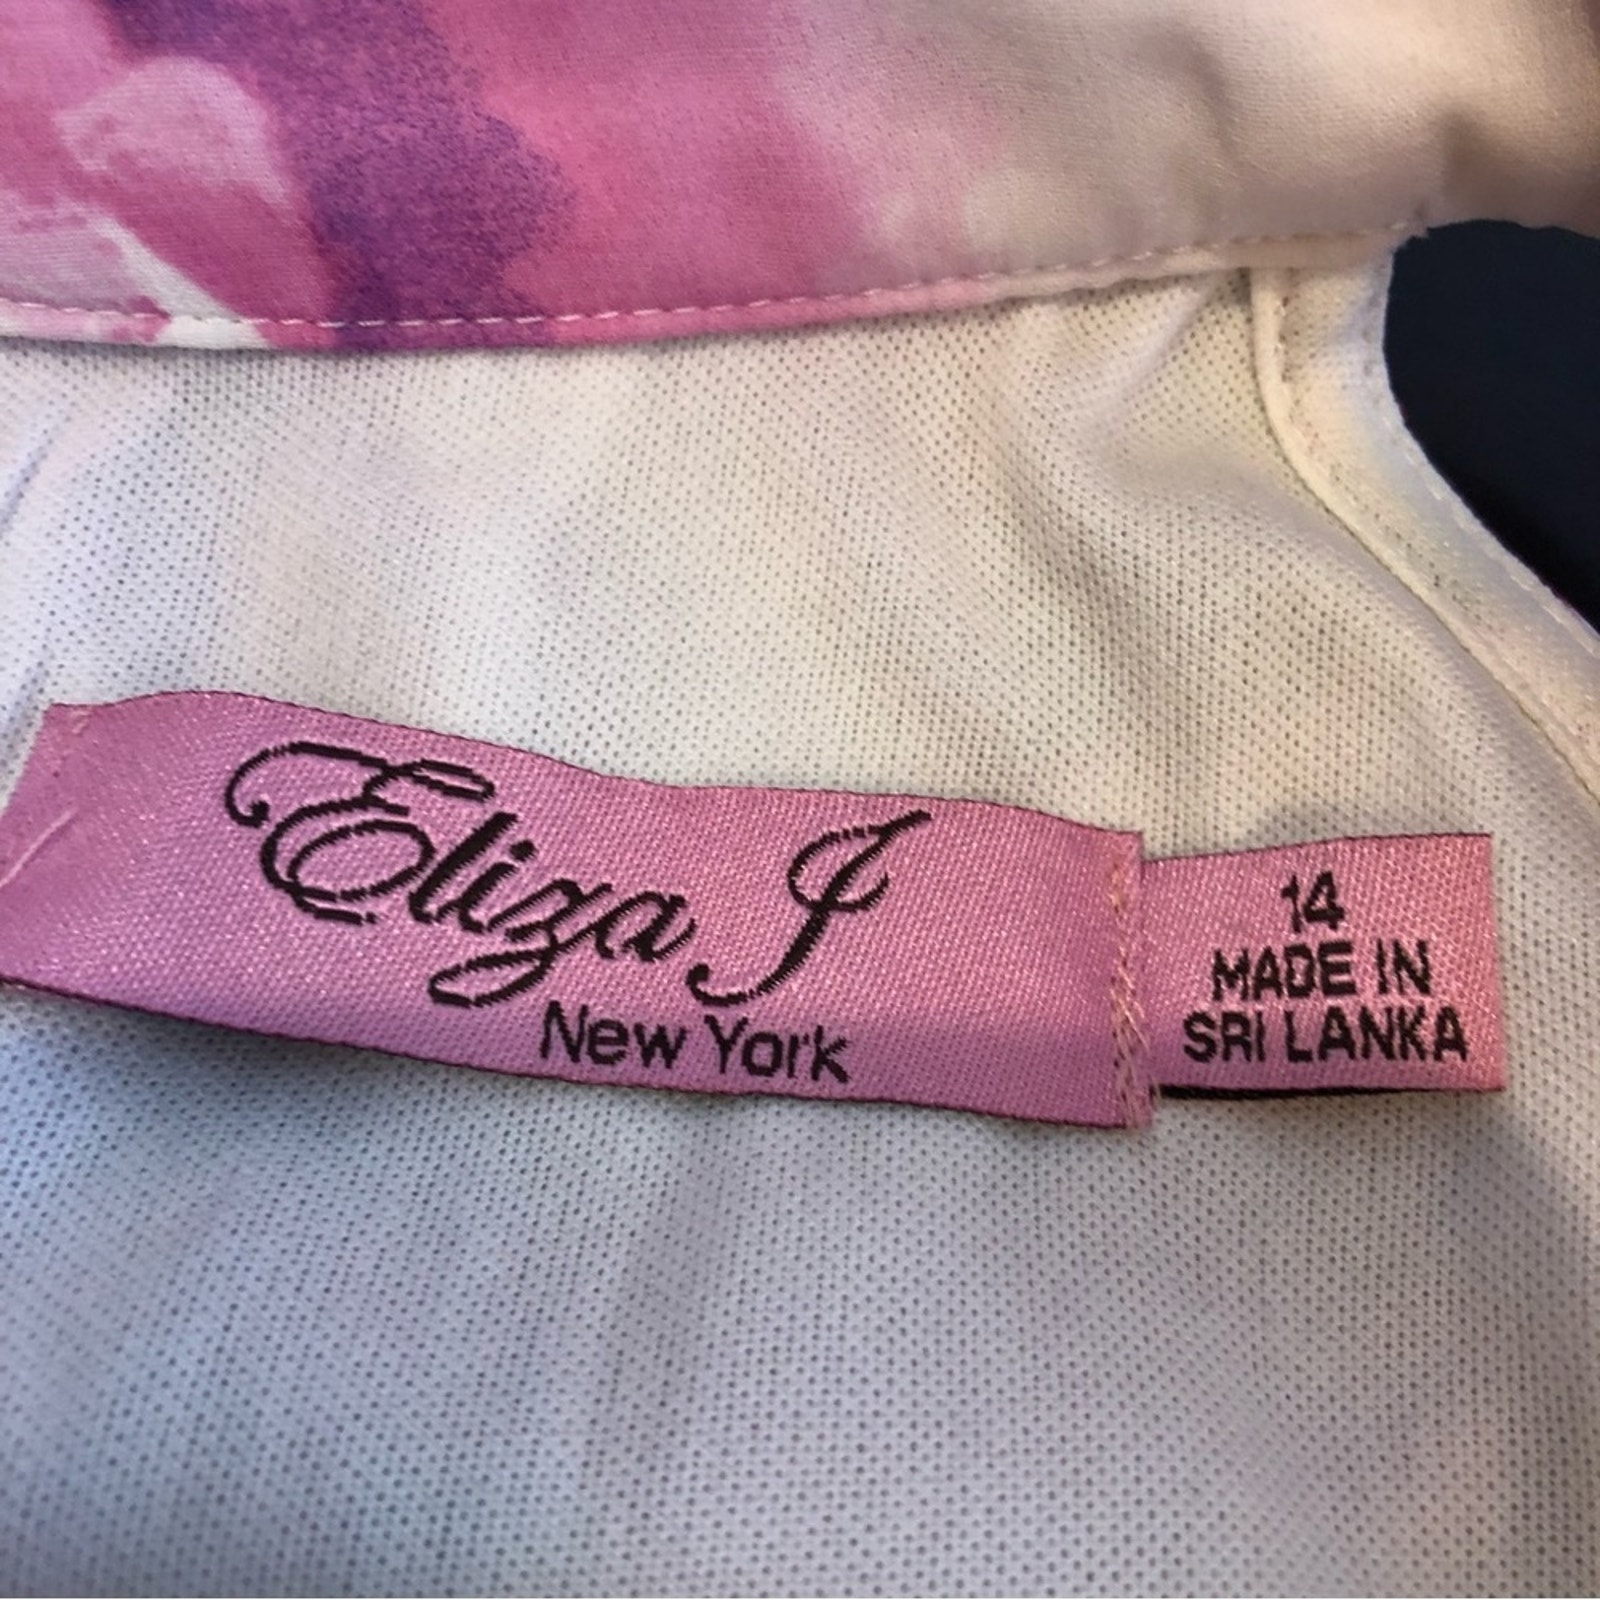 Eliza J
New York
14
MADE IN
SRI LANKA